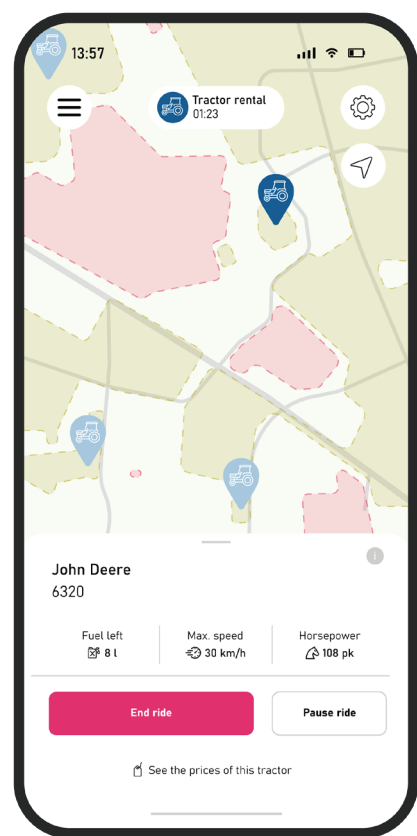 13:57
Tractor rental
01:23
John Deere
6320
Fuel left
8 l
Max. speed
30 km/h
Horsepower
108 pk
End ride
Pause ride
See the prices of this tractor